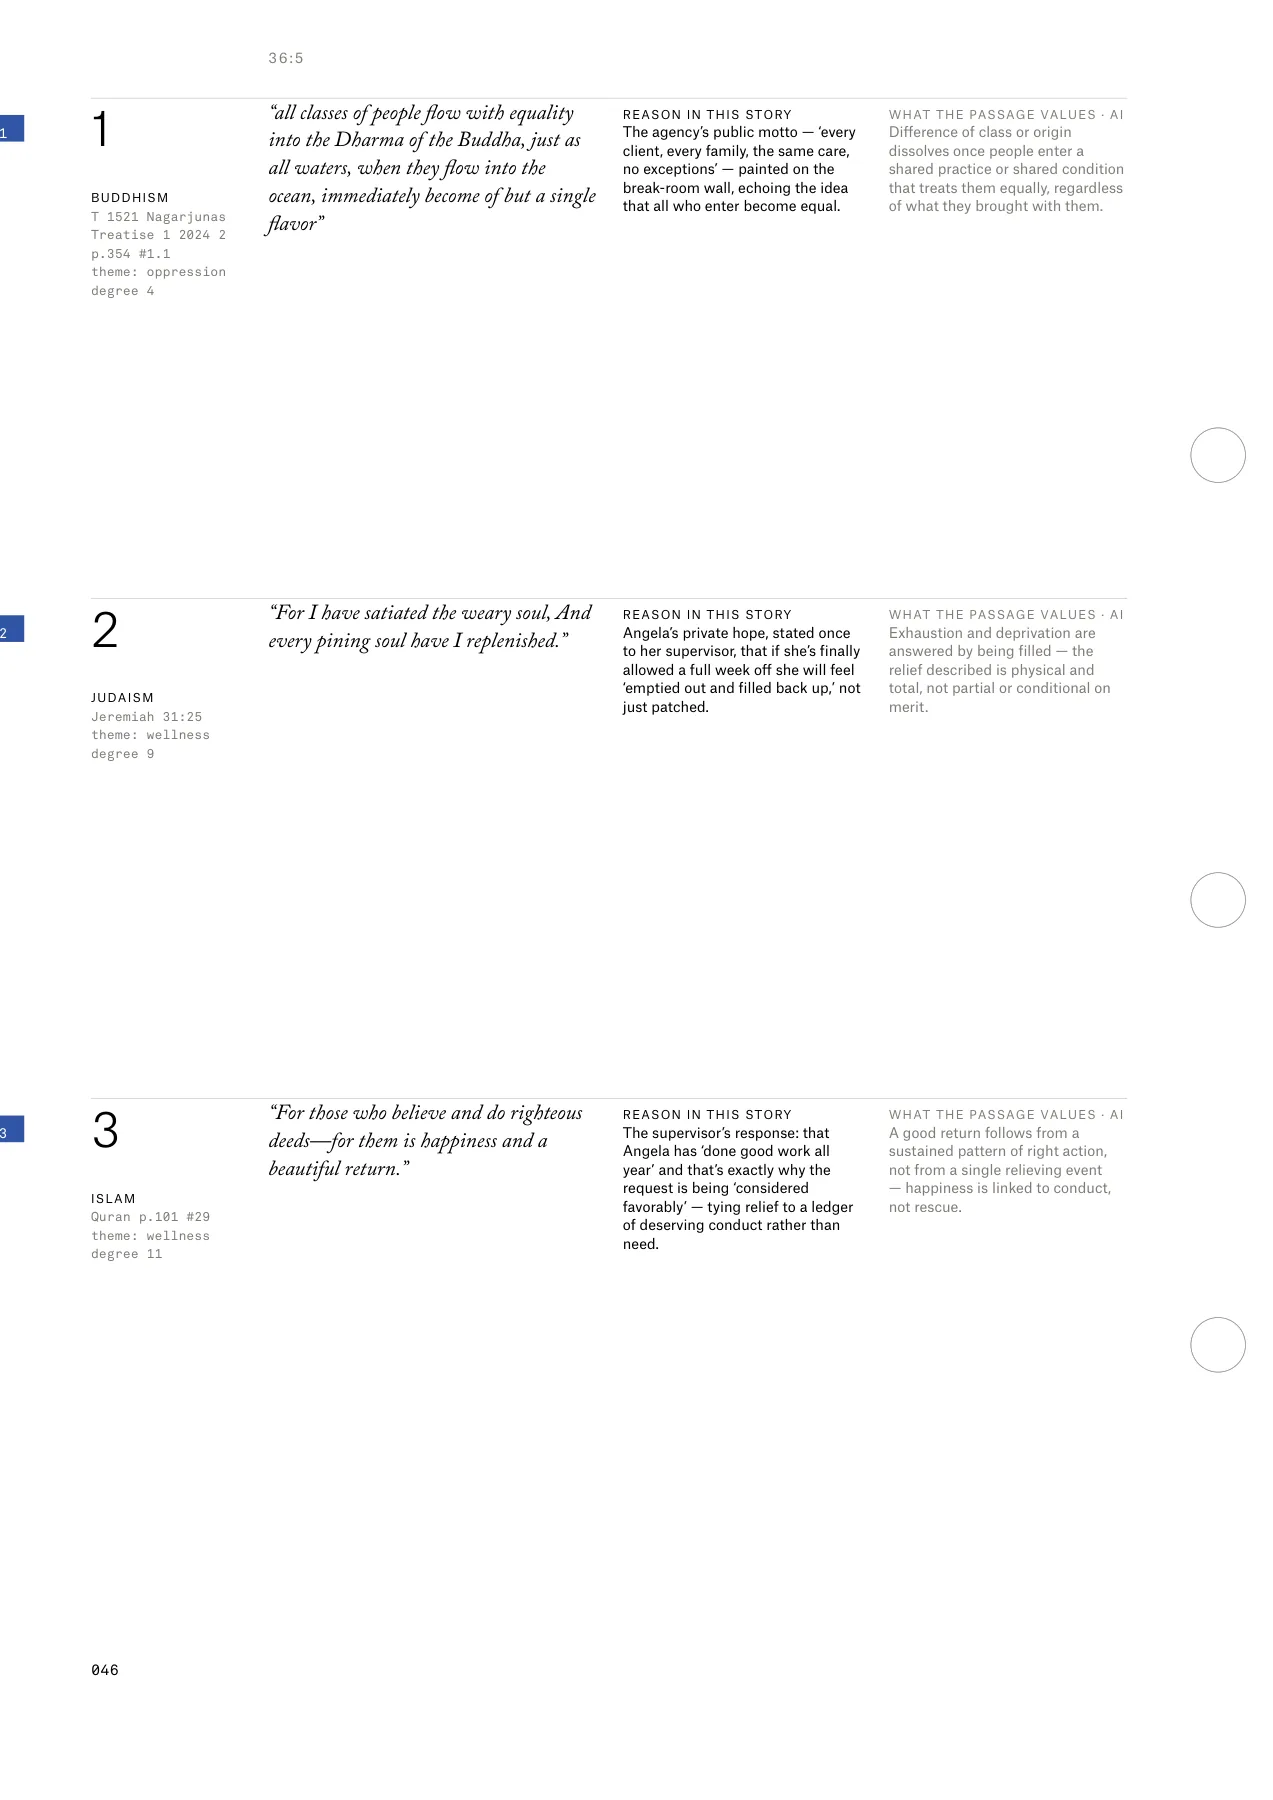 36:5
1
1
BUDDHISM
T 1521 Nagarjunas
Treatise 1 2024 2
p.354 #1.1
theme: oppression
degree 4
“all classes of people flow with equality
into the Dharma of the Buddha, just as
all waters, when they flow into the
ocean, immediately become of but a single
flavor”
REASON IN THIS STORY
The agency’s public motto — ‘every
client, every family, the same care,
no exceptions’ — painted on the
break-room wall, echoing the idea
that all who enter become equal.
WHAT THE PASSAGE VALUES · AI
Difference of class or origin
dissolves once people enter a
shared practice or shared condition
that treats them equally, regardless
of what they brought with them.
2
2
JUDAISM
Jeremiah 31:25
theme: wellness
degree 9
“For I have satiated the weary soul, And
every pining soul have I replenished.”
REASON IN THIS STORY
Angela’s private hope, stated once
to her supervisor, that if she’s finally
allowed a full week off she will feel
‘emptied out and filled back up,’ not
just patched.
WHAT THE PASSAGE VALUES · AI
Exhaustion and deprivation are
answered by being filled — the
relief described is physical and
total, not partial or conditional on
merit.
3
3
ISLAM
Quran p.101 #29
theme: wellness
degree 11
“For those who believe and do righteous
deeds—for them is happiness and a
beautiful return.”
REASON IN THIS STORY
The supervisor’s response: that
Angela has ‘done good work all
year’ and that’s exactly why the
request is being ‘considered
favorably’ — tying relief to a ledger
of deserving conduct rather than
need.
WHAT THE PASSAGE VALUES · AI
A good return follows from a
sustained pattern of right action,
not from a single relieving event
— happiness is linked to conduct,
not rescue.
046